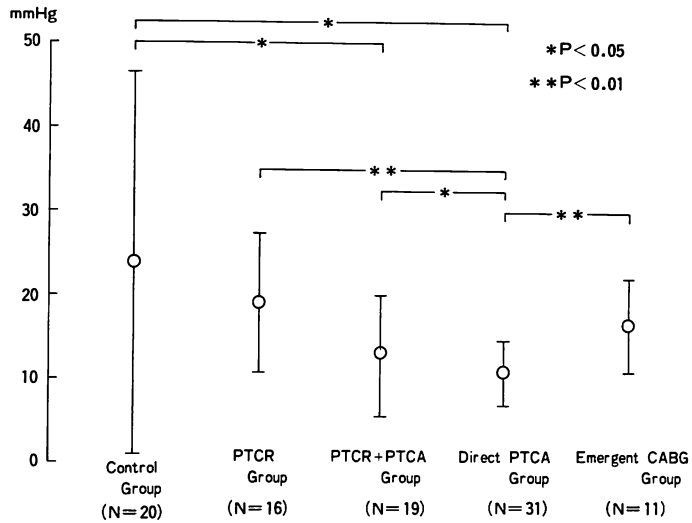 mmHg
50
40
30
20
10
0
*
*
*P<0.05
**P<0.01
**
*
**
Control
Group
(N=20)
PTCR
Group
(N=16)
PTCR+PTCA
Group
(N=19)
Direct PTCA
Group
(N=31)
Emergent CABG
Group
(N=11)